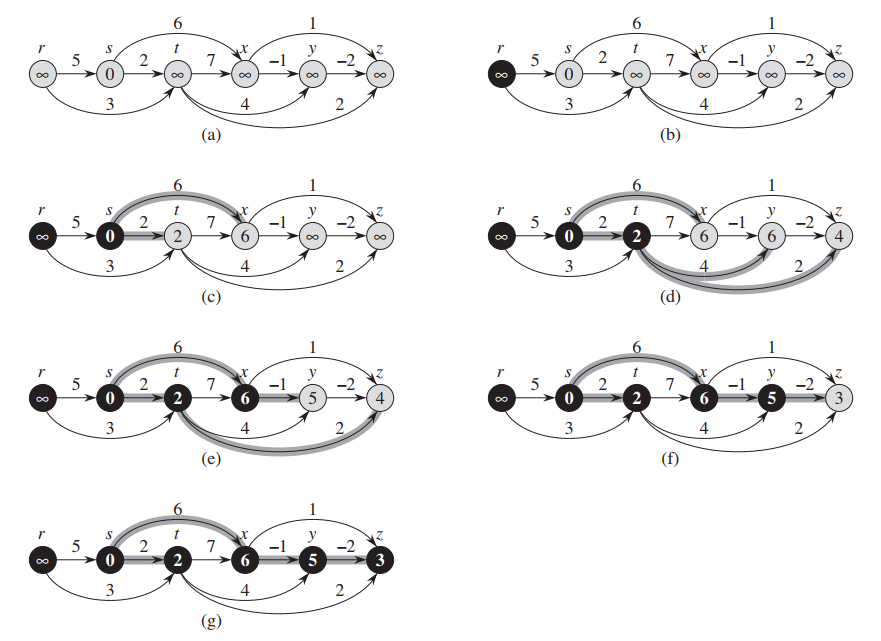 6 1
r s t x y z
5 2 7 −1 −2
∞ 0 ∞ ∞ ∞ ∞
3 4 2
(a)
6 1
r s t x y z
5 2 7 −1 −2
∞ 0 ∞ ∞ ∞ ∞
3 4 2
(b)
6 1
r s t x y z
5 2 7 −1 −2
∞ 0 2 6 ∞ ∞
3 4 2
(c)
6 1
r s t x y z
5 2 7 −1 −2
∞ 0 2 6 6 4
3 4 2
(d)
6 1
r s t x y z
5 2 7 −1 −2
∞ 0 2 6 5 4
3 4 2
(e)
6 1
r s t x y z
5 2 7 −1 −2
∞ 0 2 6 5 3
3 4 2
(f)
6 1
r s t x y z
5 2 7 −1 −2
∞ 0 2 6 5 3
3 4 2
(g)